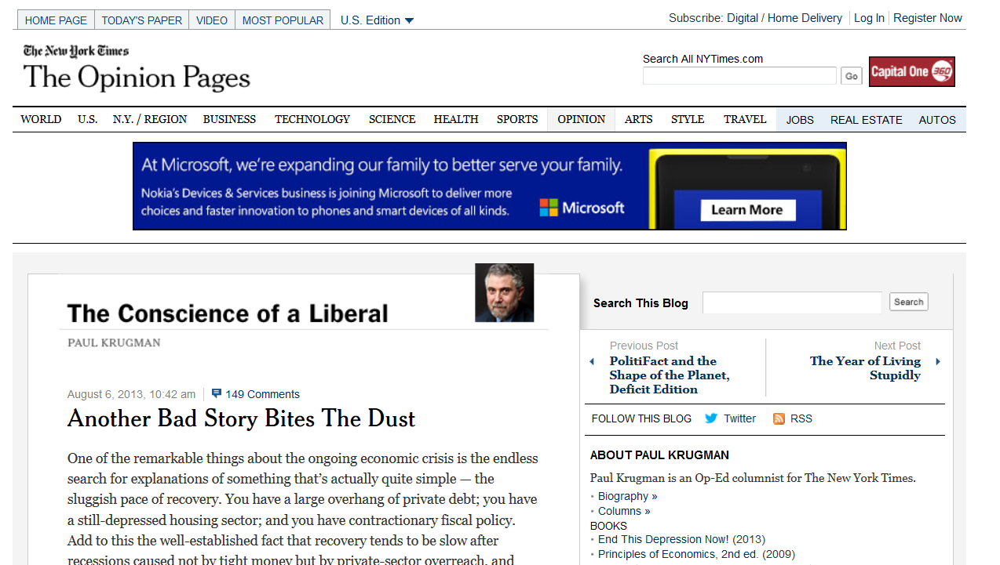 HOME PAGE TODAY'S PAPER VIDEO MOST POPULAR U.S. Edition
Subscribe: Digital / Home Delivery Log In Register Now
The New York Times
The Opinion Pages
Search All NYTimes.com
Go
Capital One 360
WORLD U.S. N.Y. / REGION BUSINESS TECHNOLOGY SCIENCE HEALTH SPORTS OPINION ARTS STYLE TRAVEL JOBS REAL ESTATE AUTOS
At Microsoft, we're expanding our family to better serve your family.
Nokia's Devices & Services business is joining Microsoft to deliver more
choices and faster innovation to phones and smart devices of all kinds.
Microsoft
Learn More
The Conscience of a Liberal
PAUL KRUGMAN
August 6, 2013, 10:42 am 149 Comments
Another Bad Story Bites The Dust
One of the remarkable things about the ongoing economic crisis is the endless
search for explanations of something that’s actually quite simple — the
sluggish pace of recovery. You have a large overhang of private debt; you have
a still-depressed housing sector; and you have contractionary fiscal policy.
Add to this the well-established fact that recovery tends to be slow after
recessions caused not by tight money but by private-sector overreach, and
Search This Blog
Search
Previous Post
PolitiFact and the
Shape of the Planet,
Deficit Edition
Next Post
The Year of Living
Stupidly
FOLLOW THIS BLOG Twitter RSS
ABOUT PAUL KRUGMAN
Paul Krugman is an Op-Ed columnist for The New York Times.
• Biography »
• Columns »
BOOKS
• End This Depression Now! (2013)
• Principles of Economics, 2nd ed. (2009)